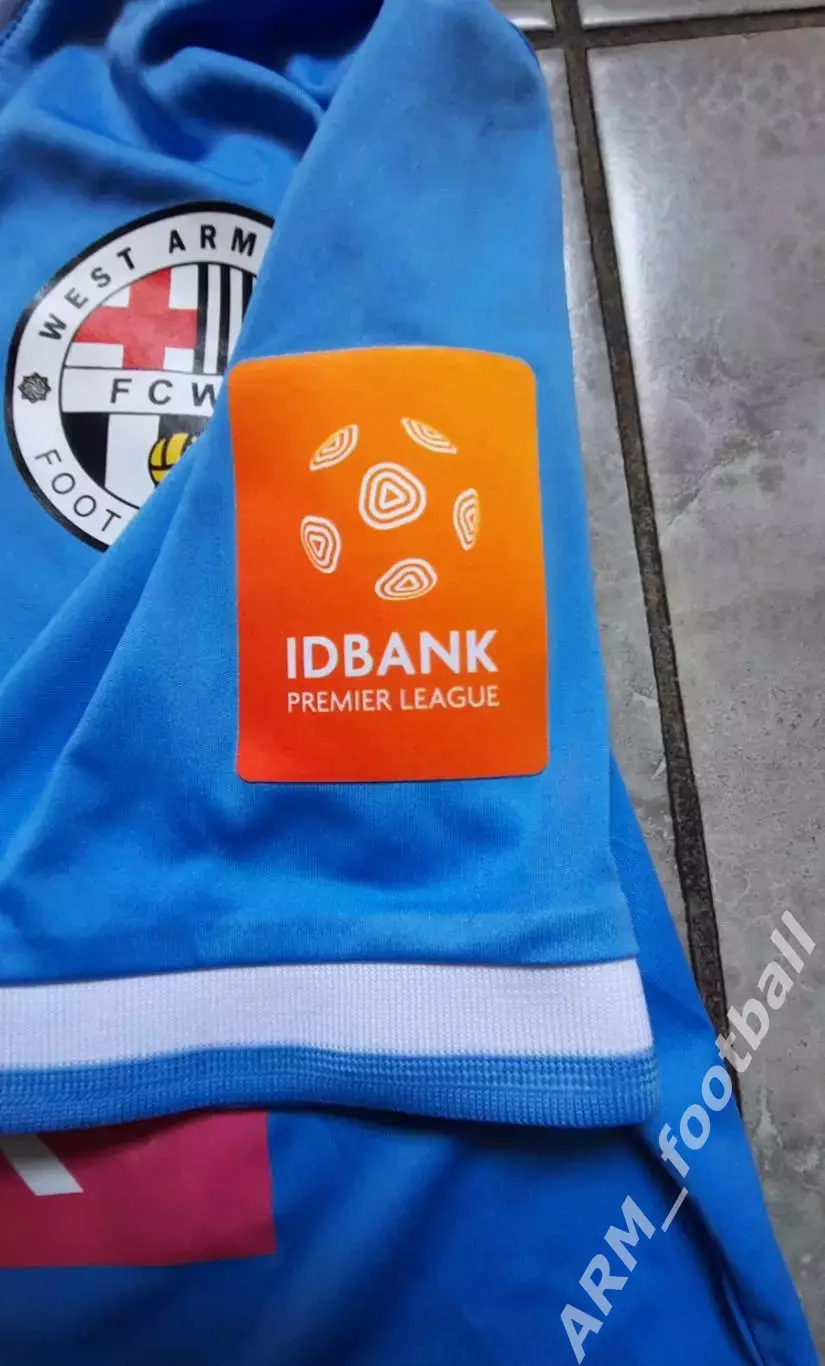 WEST ARM
FCW
FOOT
IDBANK
PREMIER LEAGUE
ARM_football